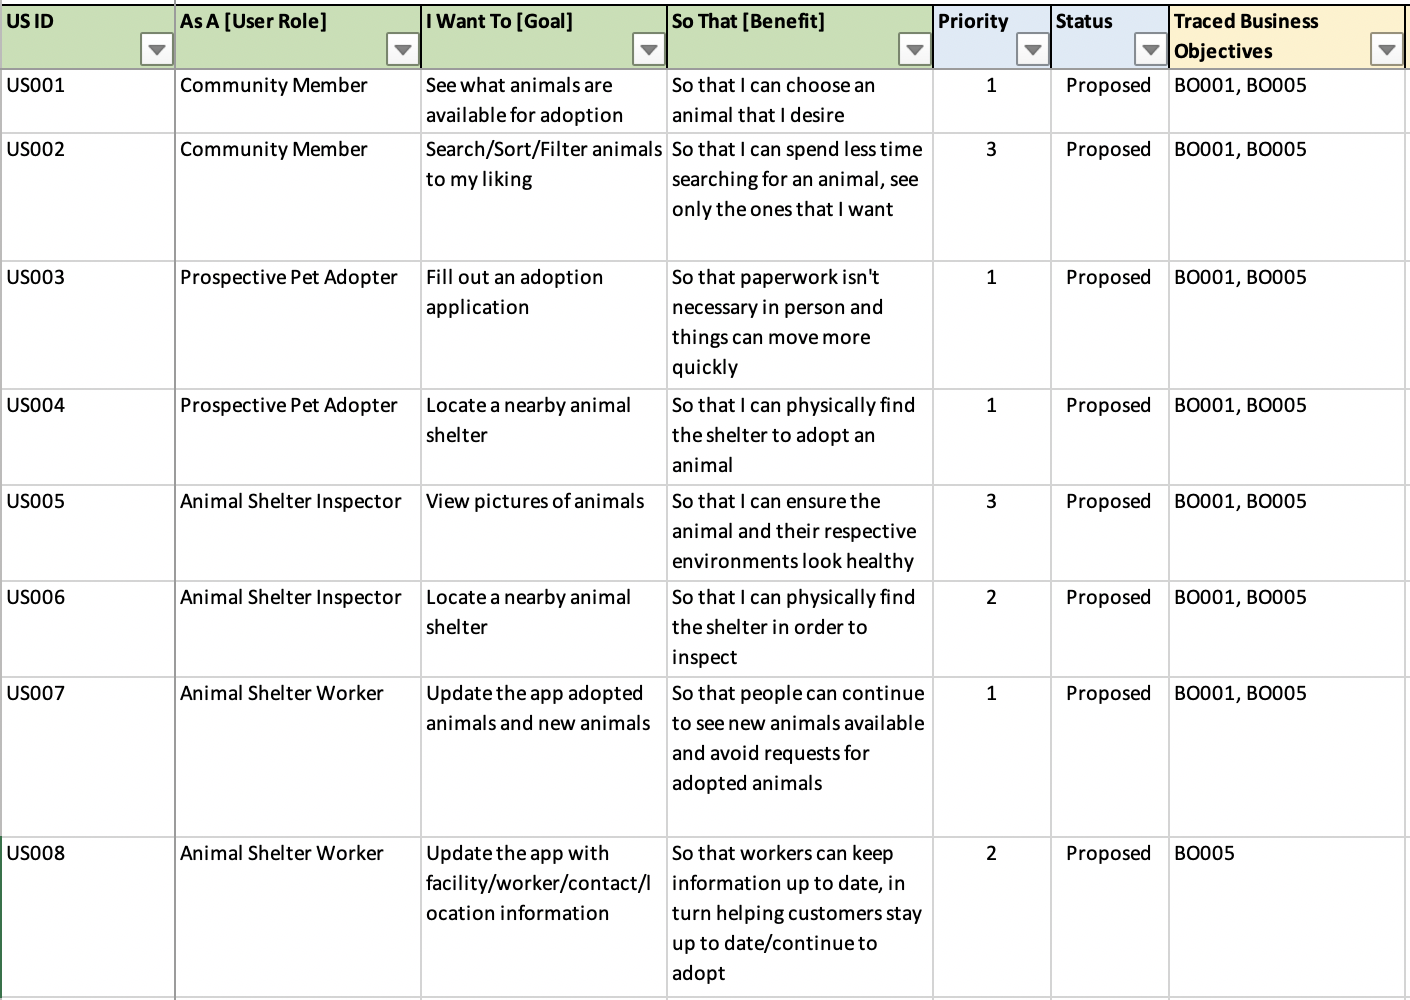 US ID
As A [User Role]
I Want To [Goal]
So That [Benefit]
Priority
Status
Traced Business
Objectives
US001
Community Member
See what animals are
available for adoption
So that I can choose an
animal that I desire
1
Proposed
BO001, BO005
US002
Community Member
Search/Sort/Filter animals
to my liking
So that I can spend less time
searching for an animal, see
only the ones that I want
3
Proposed
BO001, BO005
US003
Prospective Pet Adopter
Fill out an adoption
application
So that paperwork isn't
necessary in person and
things can move more
quickly
1
Proposed
BO001, BO005
US004
Prospective Pet Adopter
Locate a nearby animal
shelter
So that I can physically find
the shelter to adopt an
animal
1
Proposed
BO001, BO005
US005
Animal Shelter Inspector
View pictures of animals
So that I can ensure the
animal and their respective
environments look healthy
3
Proposed
BO001, BO005
US006
Animal Shelter Inspector
Locate a nearby animal
shelter
So that I can physically find
the shelter in order to
inspect
2
Proposed
BO001, BO005
US007
Animal Shelter Worker
Update the app adopted
animals and new animals
So that people can continue
to see new animals available
and avoid requests for
adopted animals
1
Proposed
BO001, BO005
US008
Animal Shelter Worker
Update the app with
facility/worker/contact/l
ocation information
So that workers can keep
information up to date, in
turn helping customers stay
up to date/continue to
adopt
2
Proposed
BO005